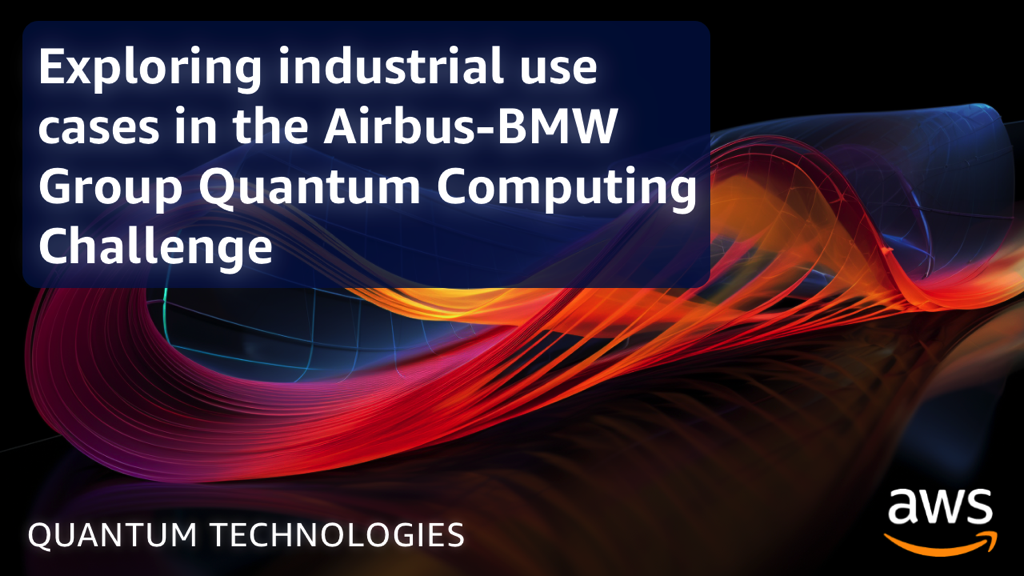 Exploring industrial use
cases in the Airbus-BMW
Group Quantum Computing
Challenge
QUANTUM TECHNOLOGIES
aws